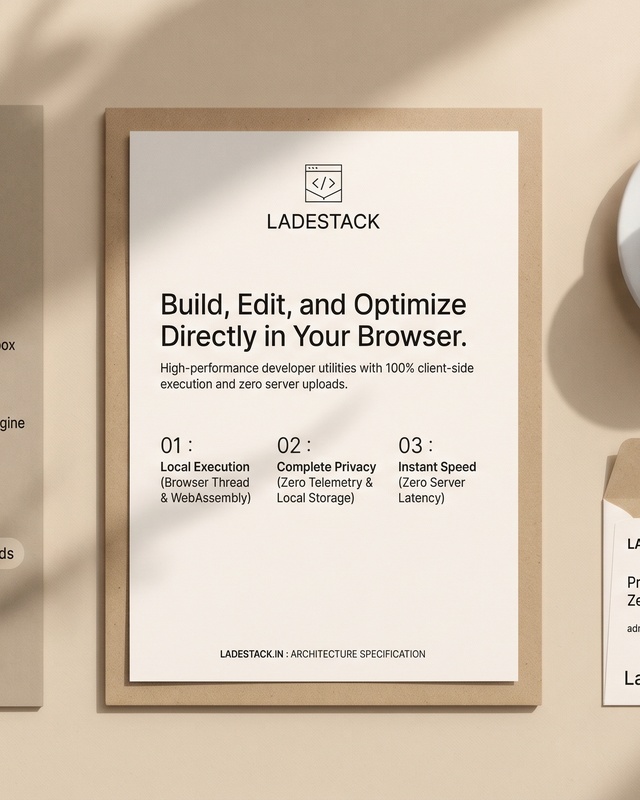 LADESTACK
Build, Edit, and Optimize
Directly in Your Browser.
High-performance developer utilities with 100% client-side
execution and zero server uploads.
01 :
Local Execution
(Browser Thread
& WebAssembly)
02 :
Complete Privacy
(Zero Telemetry &
Local Storage)
03 :
Instant Speed
(Zero Server
Latency)
LADESTACK.IN : ARCHITECTURE SPECIFICATION